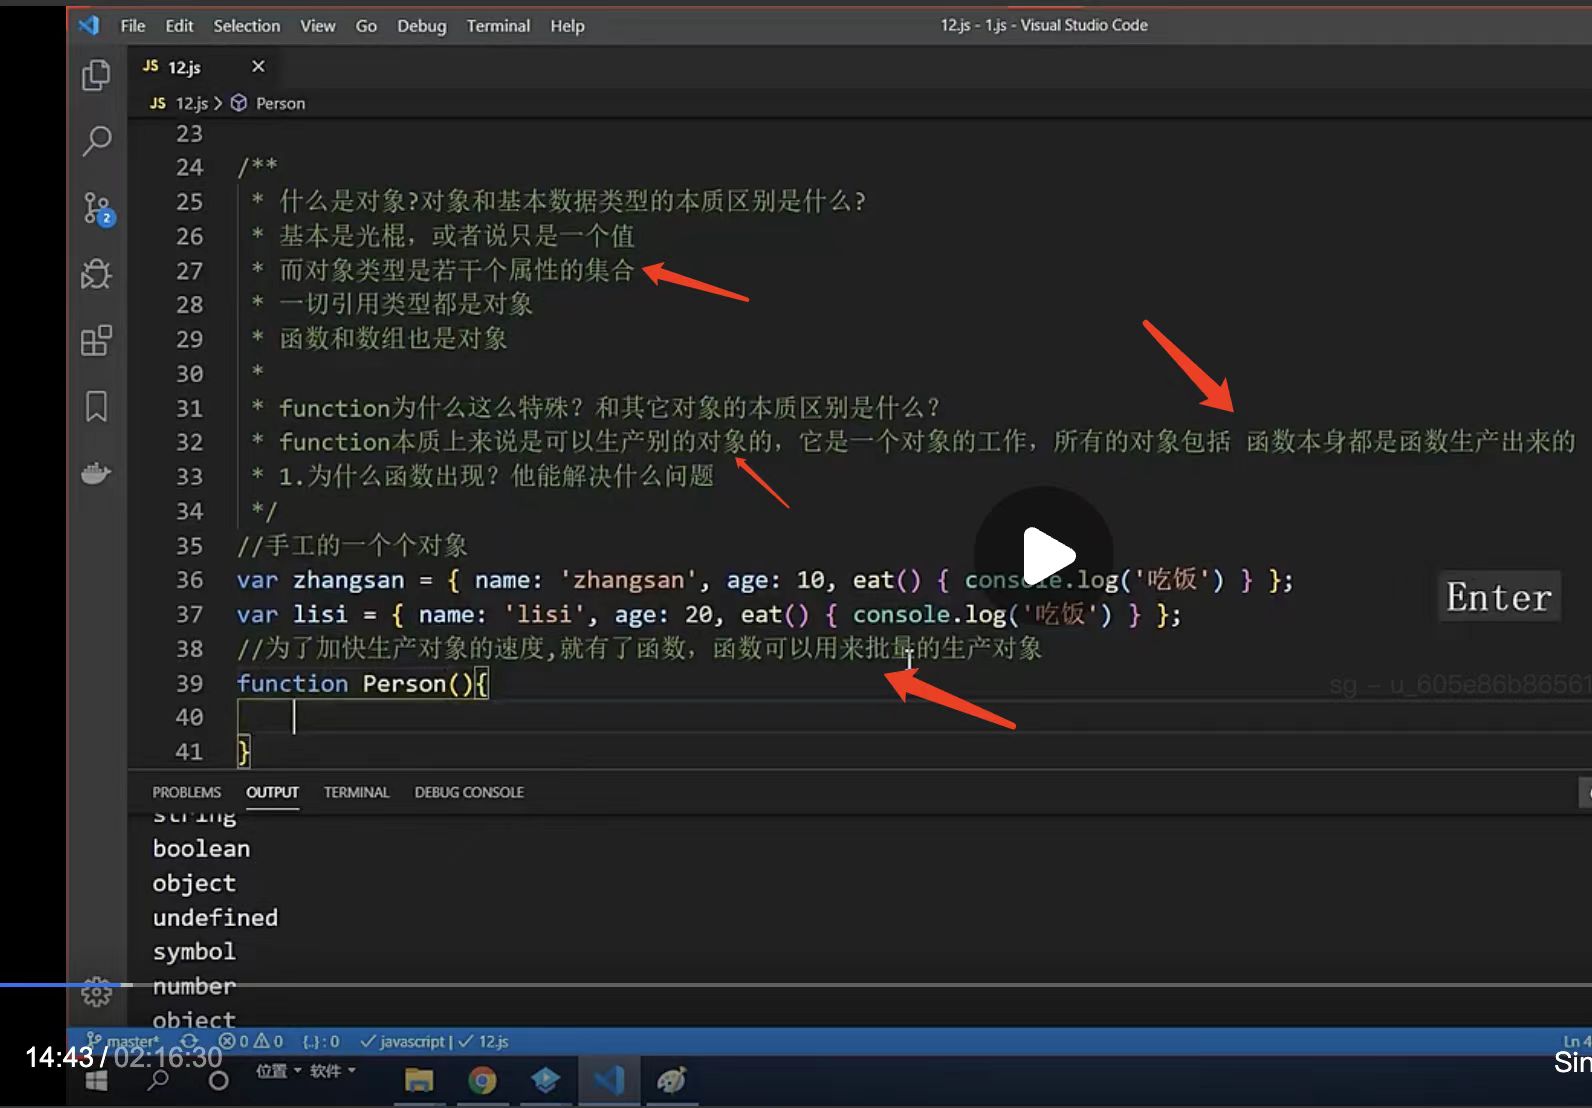 File Edit Selection View Go Debug Terminal Help 12.js - 1.js - Visual Studio Code
JS 12.js ×
JS 12.js > Person
23
24 /**
25 * 什么是对象?对象和基本数据类型的本质区别是什么?
26 * 基本是光棍，或者说只是一个值
27 * 而对象类型是若干个属性的集合
28 * 一切引用类型都是对象
29 * 函数和数组也是对象
30 *
31 * function为什么这么特殊? 和其它对象的本质区别是什么?
32 * function本质上来说是可以生产别的对象的，它是一个对象的工作，所有的对象包括 函数本身都是函数生产出来的
33 * 1.为什么函数出现? 他能解决什么问题
34 */
35 //手工的一个个对象
36 var zhangsan = { name: 'zhangsan', age: 10, eat() { console.log('吃饭') } };
37 var lisi = { name: 'lisi', age: 20, eat() { console.log('吃饭') } };
38 //为了加快生产对象的速度,就有了函数，函数可以用来批量的生产对象
39 function Person(){
40
41 }
Enter
sg - u_605e86b86561
2
PROBLEMS OUTPUT TERMINAL DEBUG CONSOLE
string
boolean
object
undefined
symbol
number
object
master* 0 0 {..} : 0 javascript | 12.js Ln 4
14:43 / 02:16:30
Sin
位置 软件